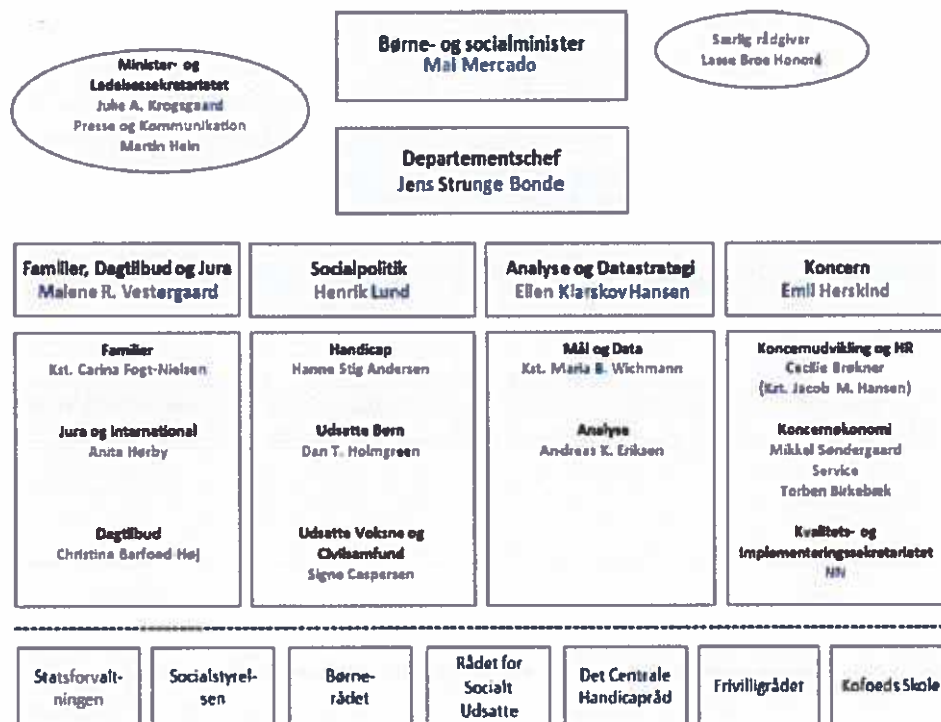 Børne- og socialminister
Mai Mercado
Særlig rådgiver
Lasse Broe Honoré
Minister- og
Ledelsessekretariatet
Julie A. Krogsgaard
Presse og Kommunikation
Martin Hein
Departementschef
Jens Strunge Bonde
Familier, Dagtilbud og Jura
Malene R. Vestergaard
Socialpolitik
Henrik Lund
Analyse og Datastrategi
Ellen Klarskov Hansen
Koncern
Emil Herskind
Familier
Kst. Carina Fogt-Nielsen
Jura og International
Anita Hørby
Dagtilbud
Christina Barfoed Høj
Handicap
Hanne Stig Andersen
Udsatte Børn
Dan T. Holmgreen
Udsatte Voksne og
Civilsamfund
Signe Caspersen
Mål og Data
Kst. Maria B. Wichmann
Analyse
Andreas K. Eriksen
Koncernudvikling og HR
Cecilie Brøkner
(Kst. Jacob M. Hansen)
Koncernøkonomi
Mikkel Søndergaard
Service
Torben Birkebæk
Kvalitets- og
Implementeringssekretariatet
NN
Statsforvalt-
ningen
Socialstyrel-
sen
Børne-
rådet
Rådet for
Socialt
Udsatte
Det Centrale
Handicapråd
Frivilligrådet
Kofoeds Skole